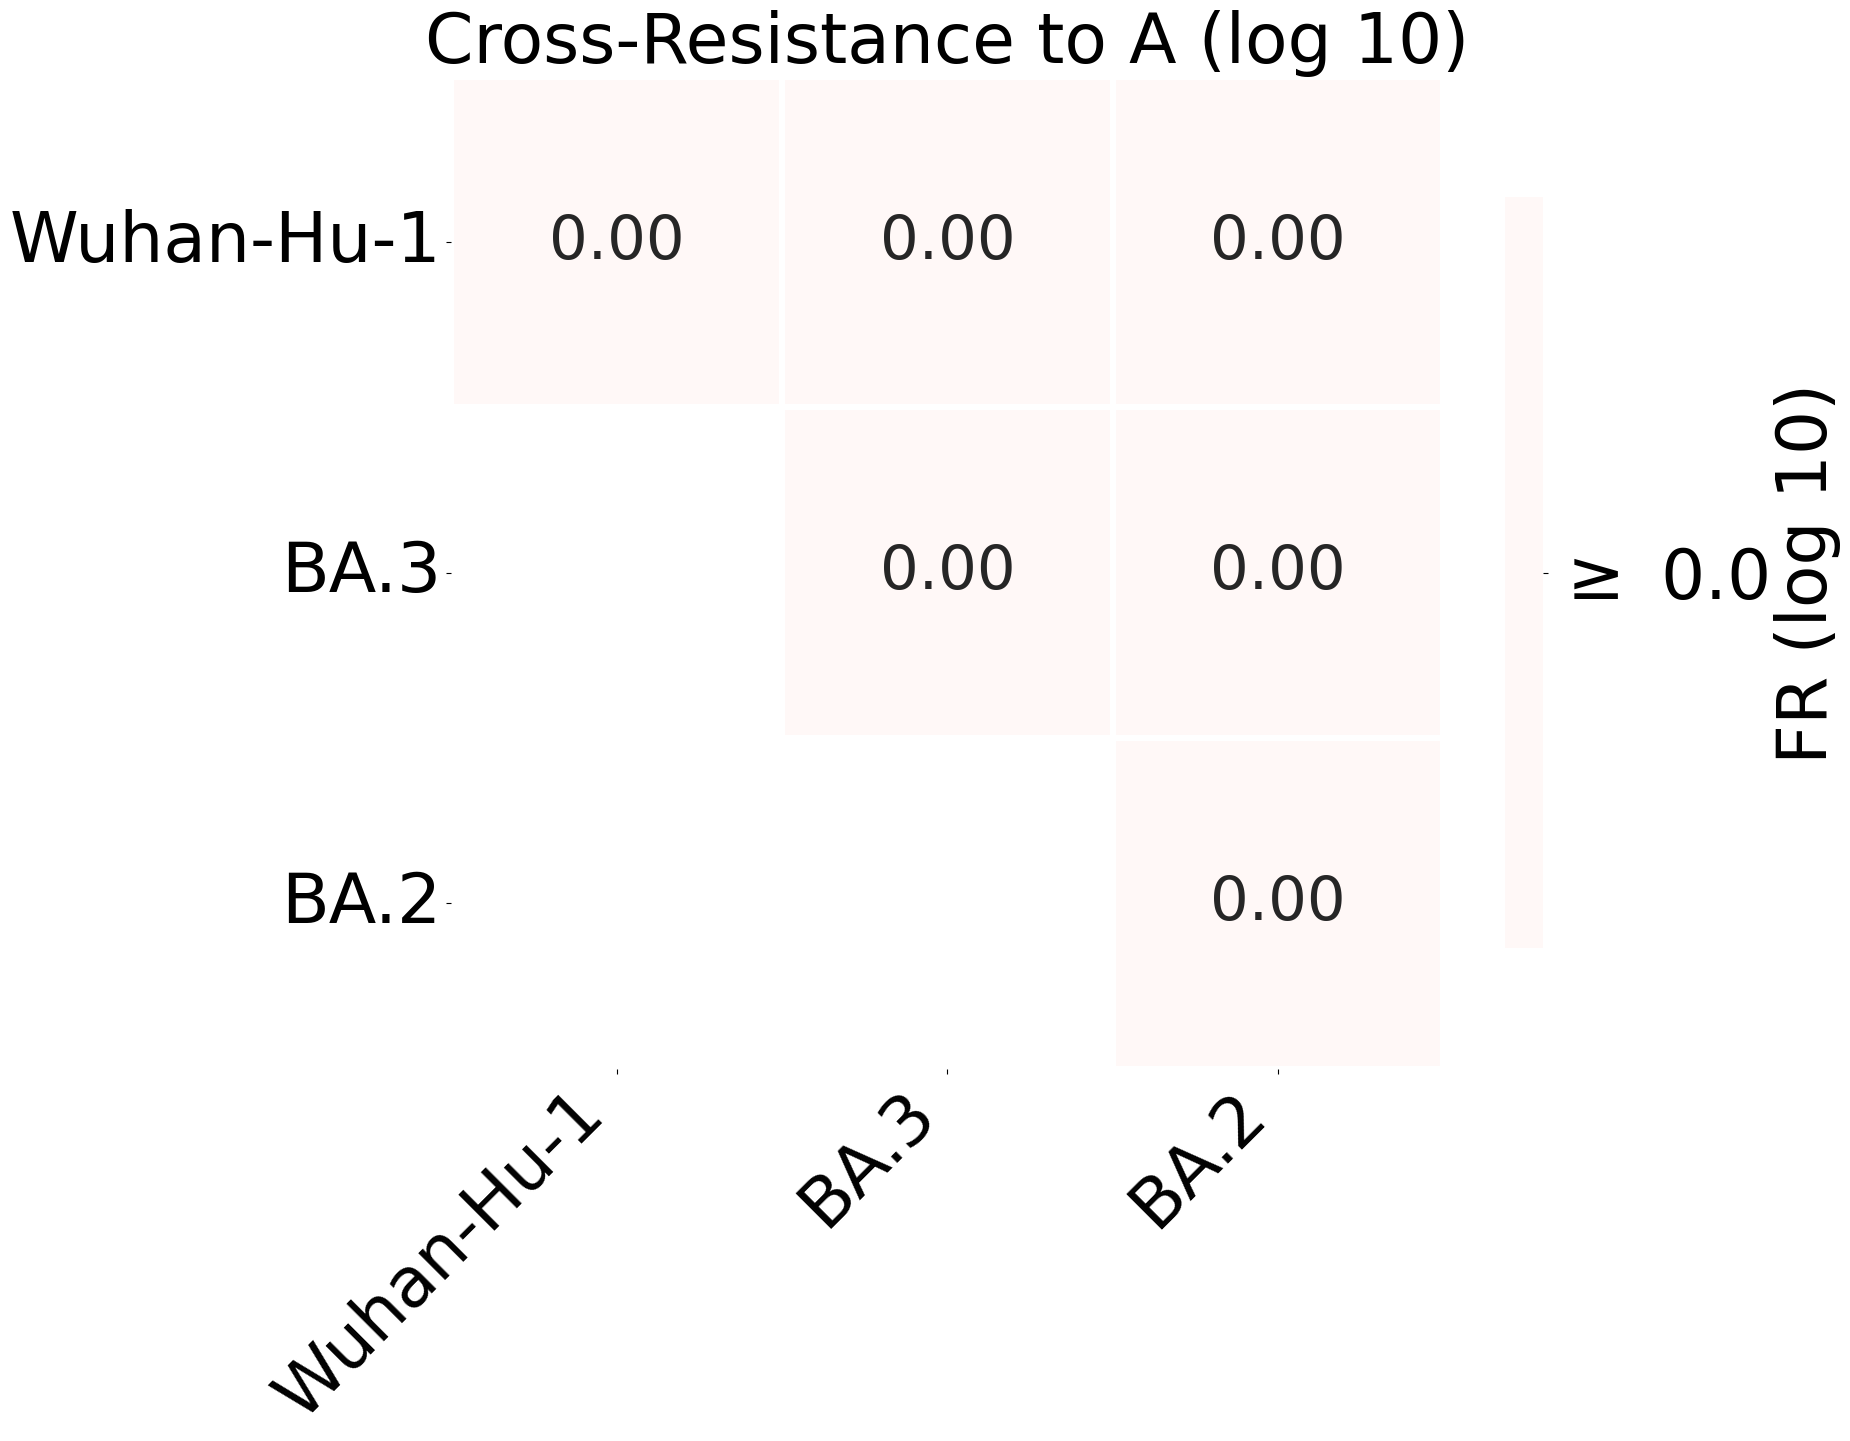 Cross-Resistance to A (log 10)
Wuhan-Hu-1
0.00 0.00 0.00
BA.3
0.00 0.00
BA.2
0.00
Wuhan-Hu-1
BA.3
BA.2
≥ 0.0
FR (log 10)